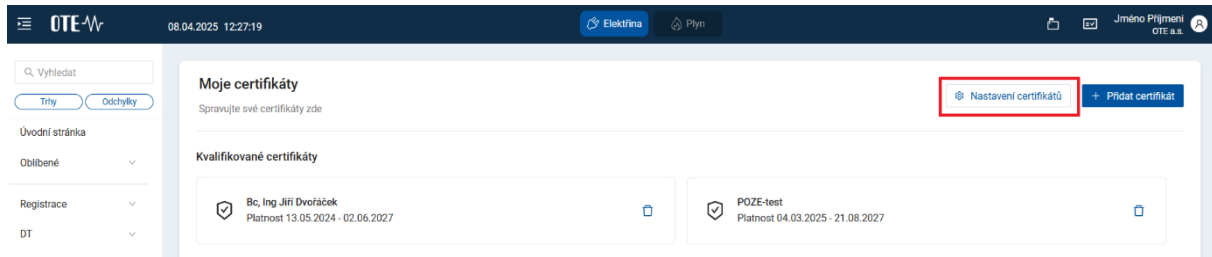 OTE
08.04.2025 12:27:19
Elektřina
Plyn
Jméno Příjmení
OTE a.s.
Vyhledat
Trhy
Odchylky
Úvodní stránka
Oblíbené
Registrace
DT
Moje certifikáty
Spravujte své certifikáty zde
Nastavení certifikátů
+ Přidat certifikát
Kvalifikované certifikáty
Bc, Ing Jiří Dvořáček
Platnost 13.05.2024 - 02.06.2027
POZE-test
Platnost 04.03.2025 - 21.08.2027